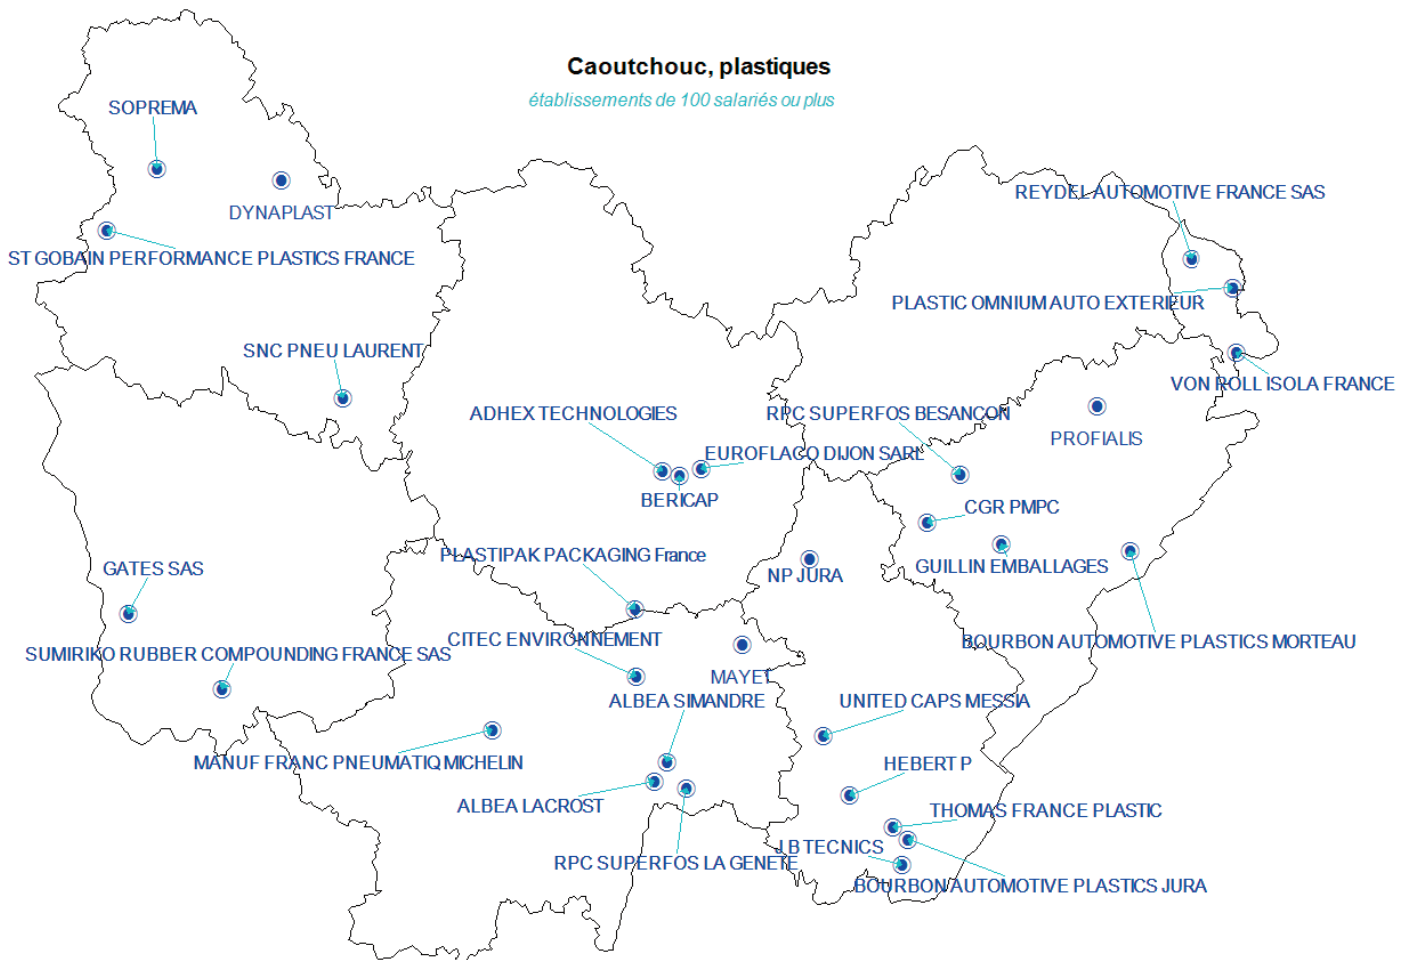 Caoutchouc, plastiques
établissements de 100 salariés ou plus
SOPREMA
REYDEL AUTOMOTIVE FRANCE SAS
DYNAPLAST
ST GOBAIN PERFORMANCE PLASTICS FRANCE
PLASTIC OMNIUM AUTO EXTERIEUR
SNC PNEU LAURENT
VON ROLL ISOLA FRANCE
ADHEX TECHNOLOGIES
RPC SUPERFOS BESANCON
PROFIALIS
EUROFLACO DIJON SARL
BERICAP
CGR PMPC
PLASTIPAK PACKAGING France
GATES SAS
NP JURA
GUILLIN EMBALLAGES
CITEC ENVIRONNEMENT
BOURBON AUTOMOTIVE PLASTICS MORTEAU
SUMIRIKO RUBBER COMPOUNDING FRANCE SAS
MAYET
ALBEA SIMANDRE
UNITED CAPS MESSIA
MANUF FRANC PNEUMATIQ MICHELIN
HEBERT P
ALBEA LACROST
THOMAS FRANCE PLASTIC
J B TECNICS
RPC SUPERFOS LA GENETE
BOURBON AUTOMOTIVE PLASTICS JURA